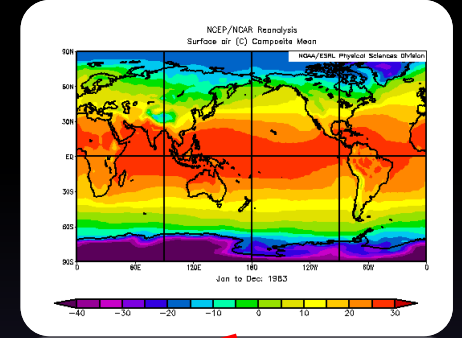 NCEP/NCAR Reanalysis
Surface air (C) Composite Mean
NOAA/ESRL Physical Sciences Division
90N
60N
30N
EQ
30S
60S
90S
0 60E 120E 180 120W 60W 0
Jan to Dec: 1983
-40 -30 -20 -10 0 10 20 30